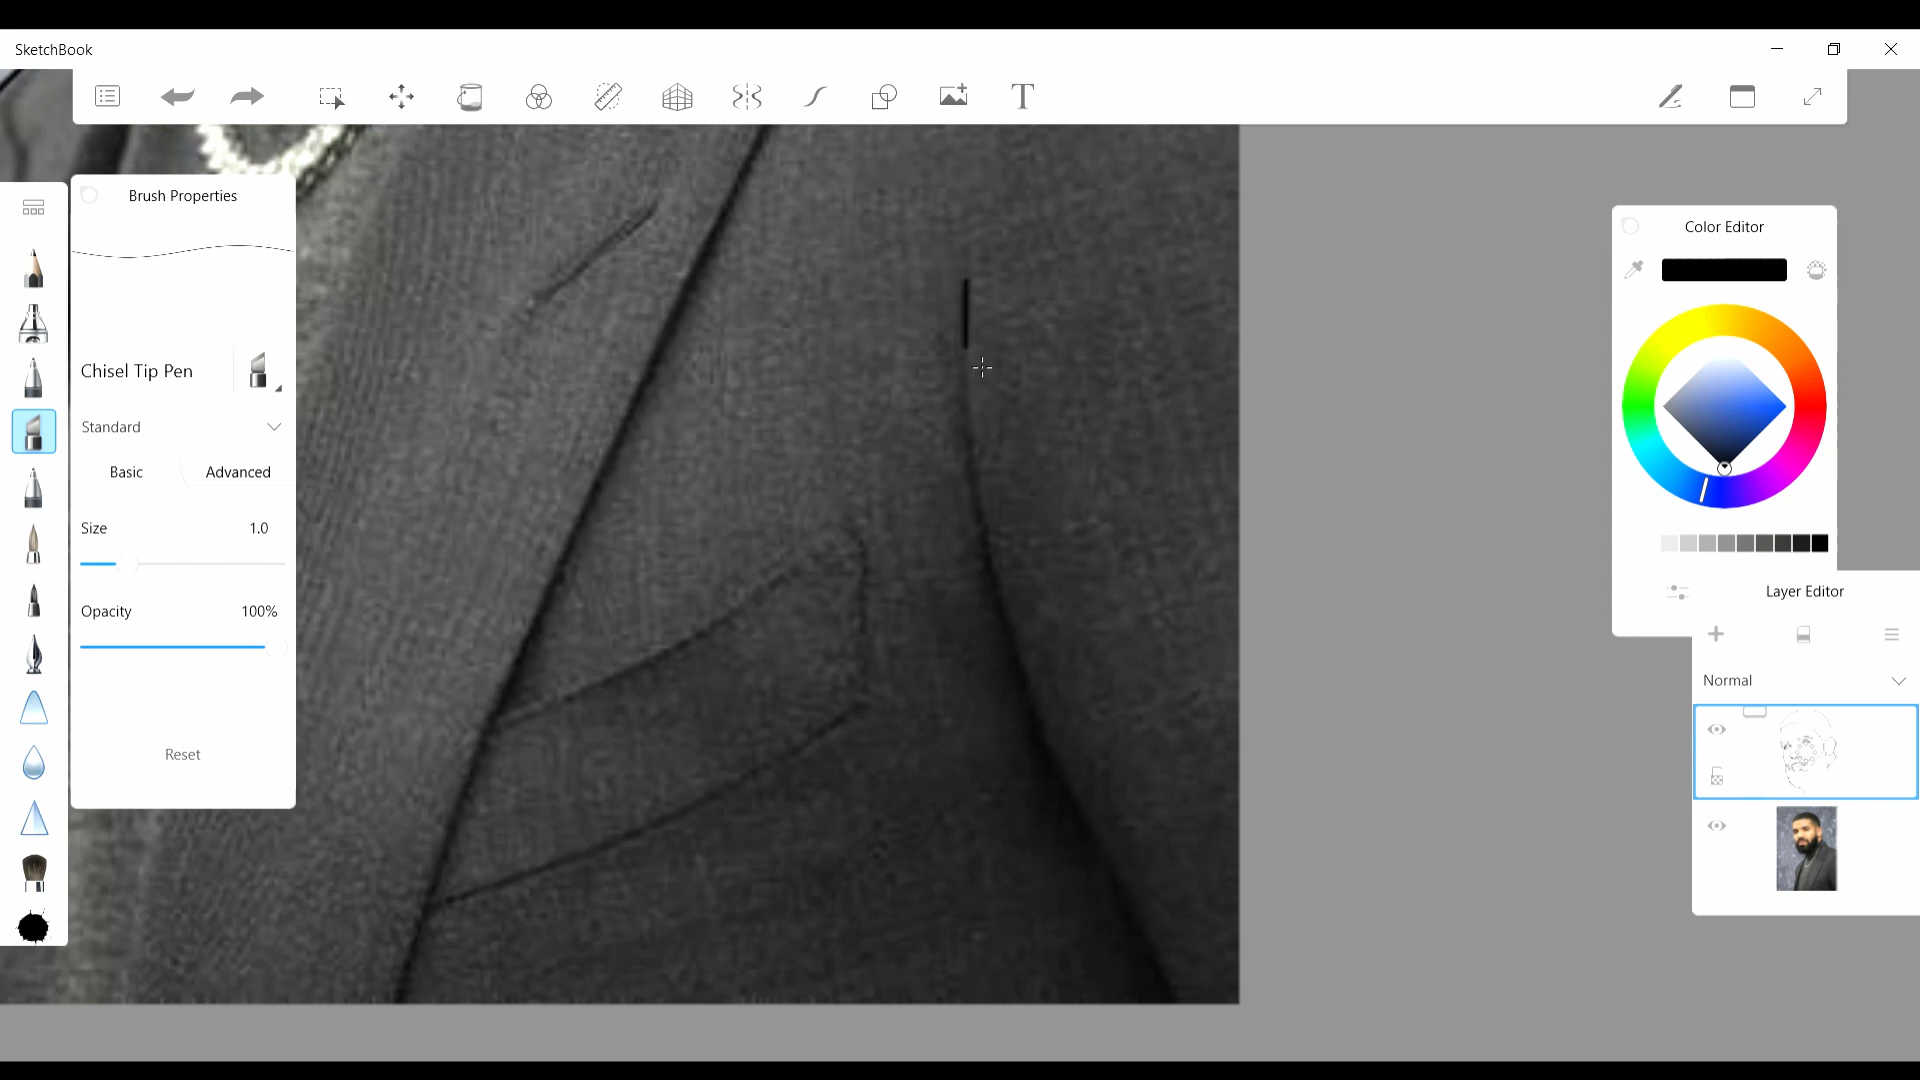 SketchBook
T
Brush Properties
Color Editor
Chisel Tip Pen
Standard
Basic
Advanced
Size
1.0
Opacity
100%
Reset
Layer Editor
Normal